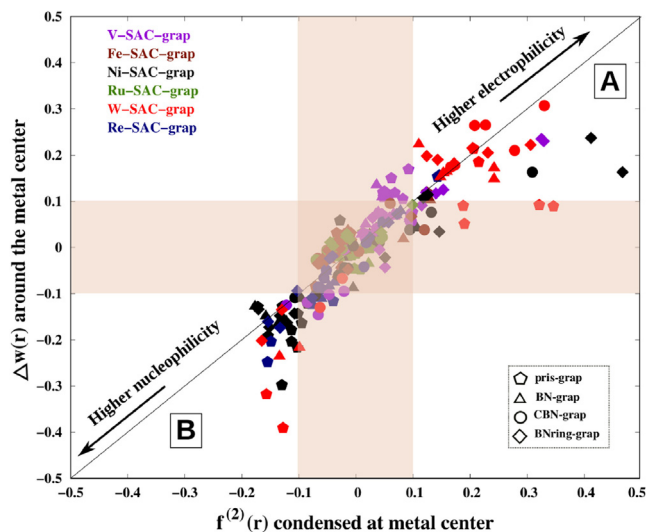 V–SAC–grap
Fe–SAC–grap
Ni–SAC–grap
Ru–SAC–grap
W–SAC–grap
Re–SAC–grap
Higher electrophilicity
A
Higher nucleophilicity
B
pris-grap
BN-grap
CBN-grap
BNring-grap
Δw(r) around the metal center
0.5
0.4
0.3
0.2
0.1
0
−0.1
−0.2
−0.3
−0.4
−0.5
−0.5 −0.4 −0.3 −0.2 −0.1 0 0.1 0.2 0.3 0.4 0.5
f⁽²⁾(r) condensed at metal center